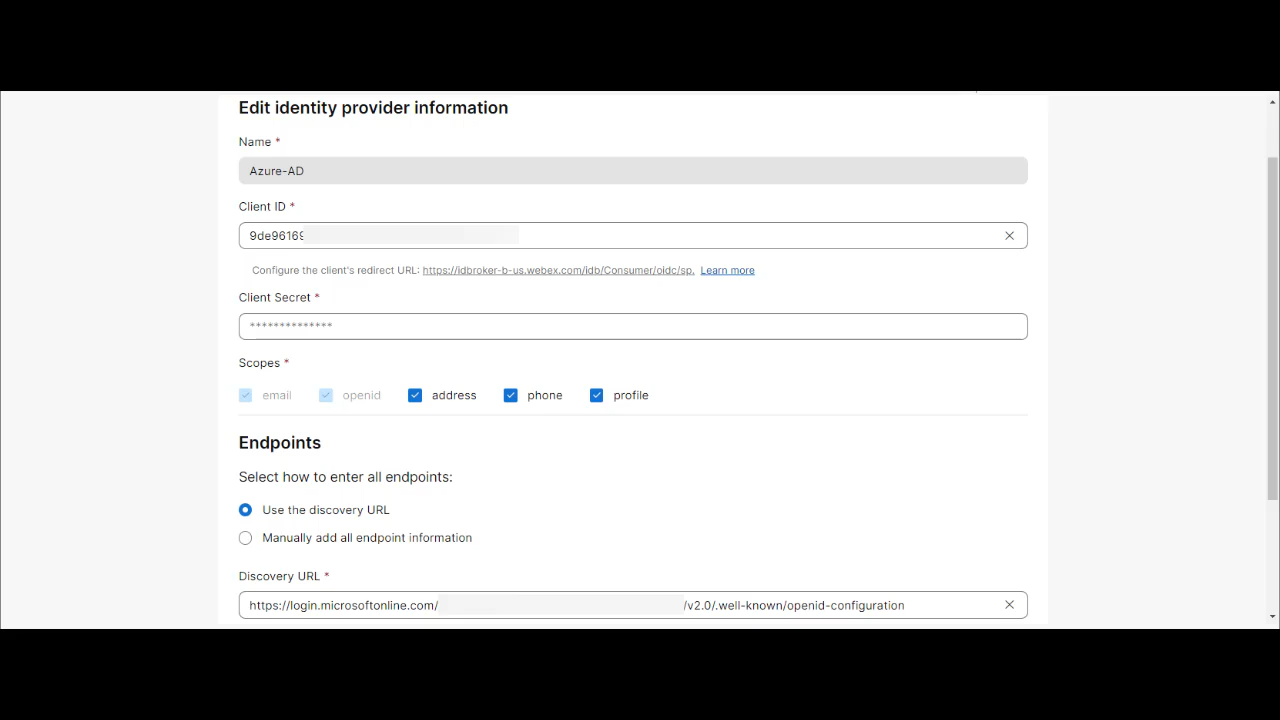 Edit identity provider information
Name *
Azure-AD
Client ID *
9de96169
Configure the client's redirect URL: https://idbroker-b-us.webex.com/idb/Consumer/oidc/sp. Learn more
Client Secret *
**************
Scopes *
email openid address phone profile
Endpoints
Select how to enter all endpoints:
Use the discovery URL
Manually add all endpoint information
Discovery URL *
https://login.microsoftonline.com/ /v2.0/.well-known/openid-configuration